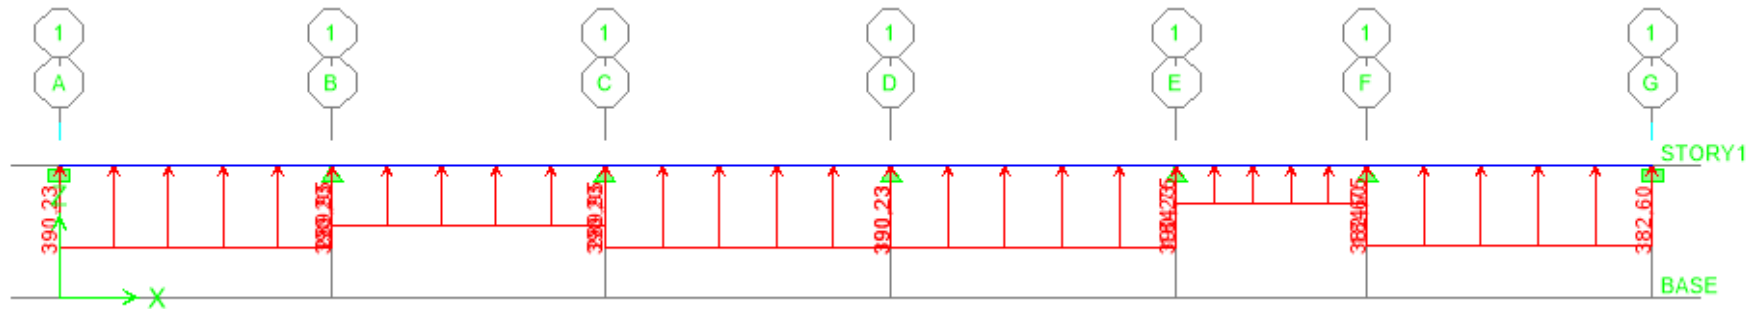 1 1 1 1 1 1 1
A B C D E F G
STORY1
390.23 390.23 382.60
BASE
X